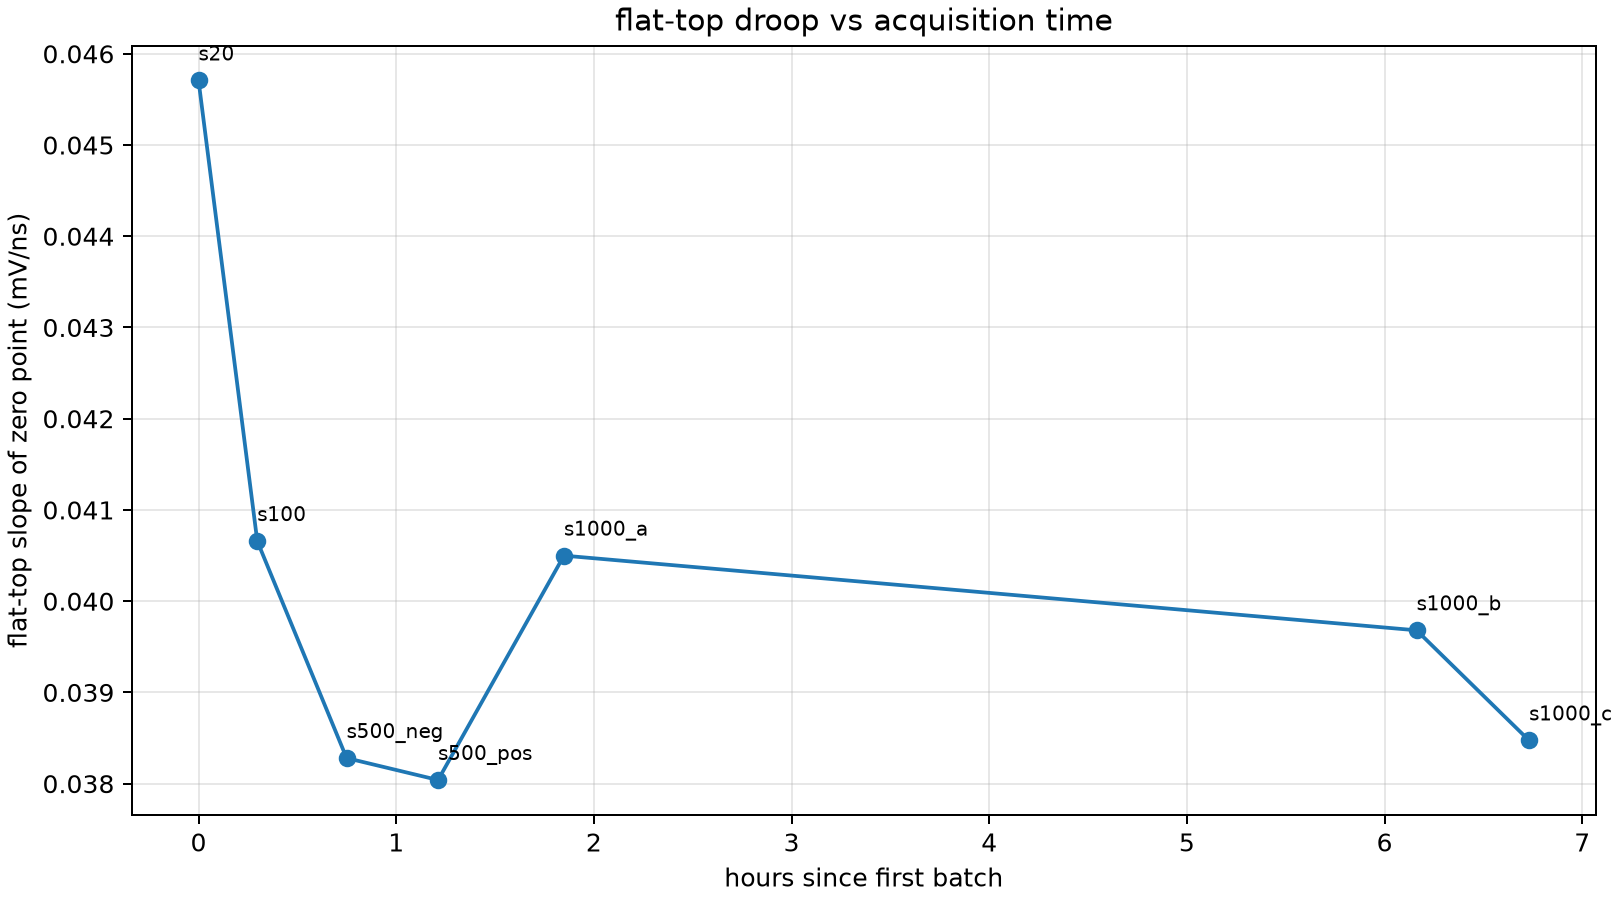 flat-top droop vs acquisition time
flat-top slope of zero point (mV/ns)
0.046
0.045
0.044
0.043
0.042
0.041
0.040
0.039
0.038
s20
s100
s500_neg
s500_pos
s1000_a
s1000_b
s1000_c
0 1 2 3 4 5 6 7
hours since first batch